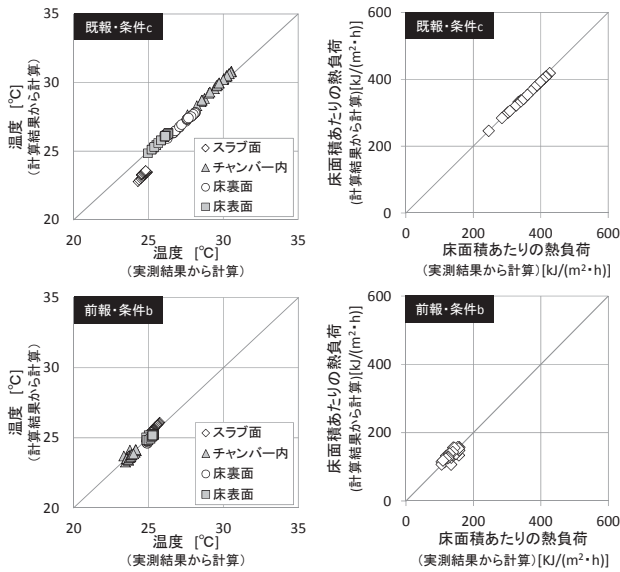 既報・条件c
35
30
25
20
20
25
30
35
温度 [℃]
(計算結果から計算)
◇スラブ面
△チャンバー内
○床裏面
□床表面
温度 [℃]
(実測結果から計算)
既報・条件c
600
400
200
0
0
200
400
600
床面積あたりの熱負荷
(計算結果から計算)[kJ/(m²・h)]
床面積あたりの熱負荷
(実測結果から計算)[kJ/(m²・h)]
前報・条件b
35
30
25
20
20
25
30
35
温度 [℃]
(計算結果から計算)
◇スラブ面
△チャンバー内
○床裏面
□床表面
温度 [℃]
(実測結果から計算)
前報・条件b
600
400
200
0
0
200
400
600
床面積あたりの熱負荷
(計算結果から計算)[kJ/(m²・h)]
床面積あたりの熱負荷
(実測結果から計算)[KJ/(m²・h)]